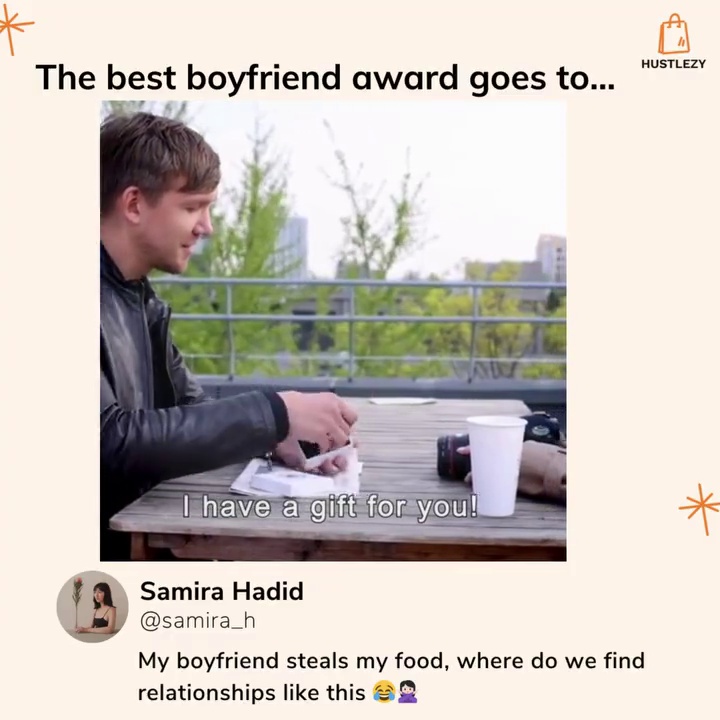 HUSTLEZY
The best boyfriend award goes to...
I have a gift for you!
Samira Hadid
@samira_h
My boyfriend steals my food, where do we find
relationships like this 😂🙅🏻‍♀️